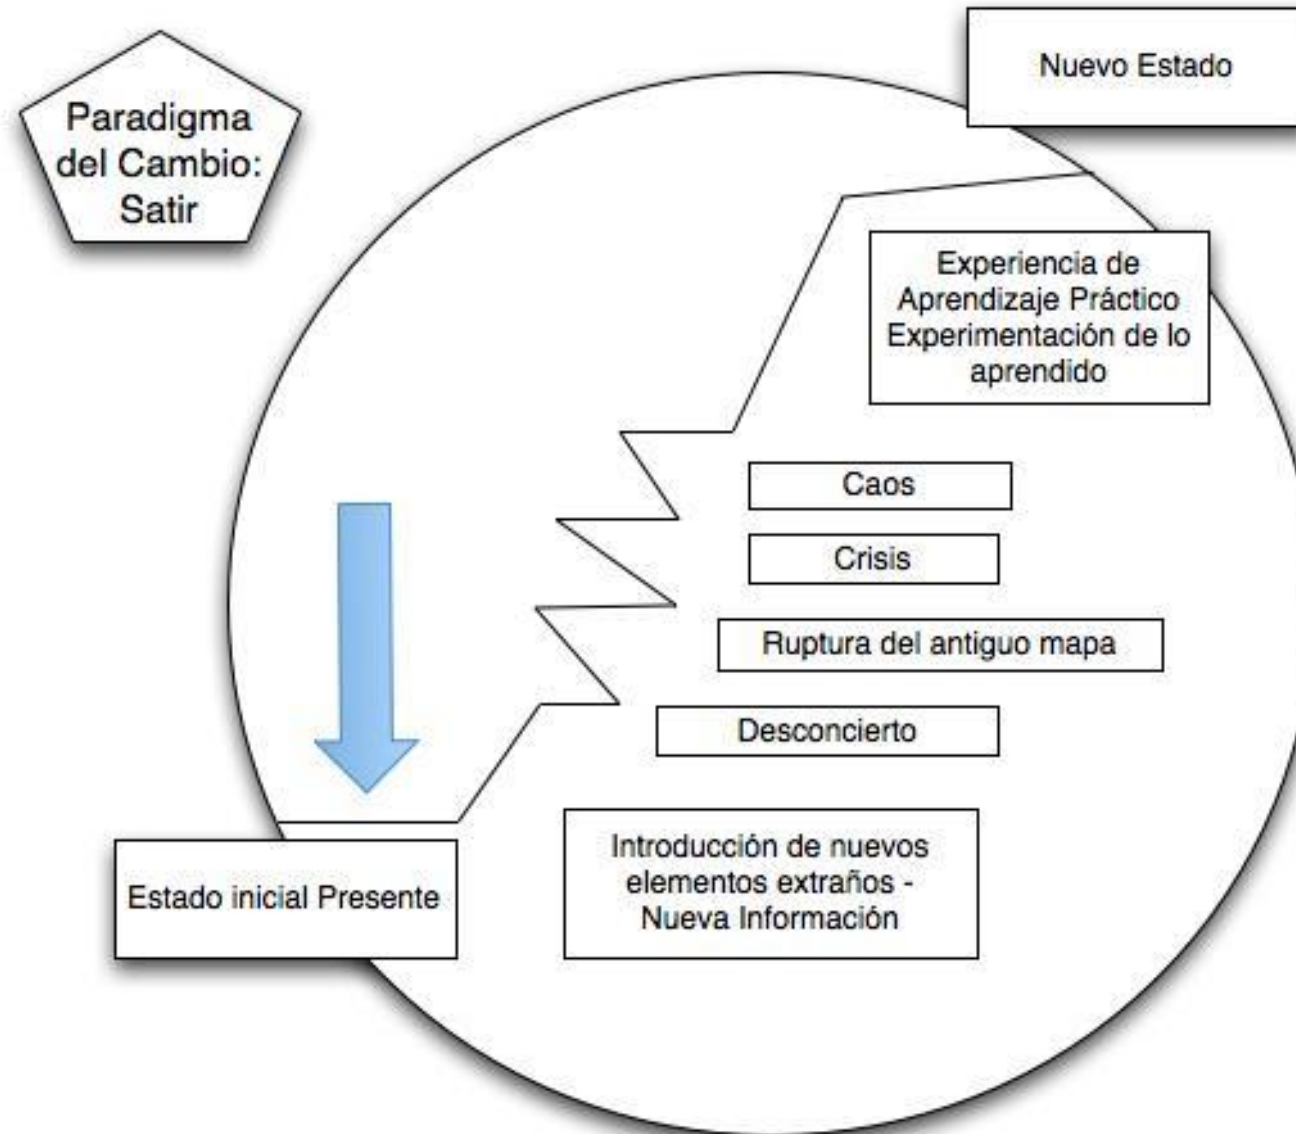 Paradigma
del Cambio:
Satir
Nuevo Estado
Experiencia de
Aprendizaje Práctico
Experimentación de lo
aprendido
Caos
Crisis
Ruptura del antiguo mapa
Desconcierto
Introducción de nuevos
elementos extraños -
Nueva Información
Estado inicial Presente